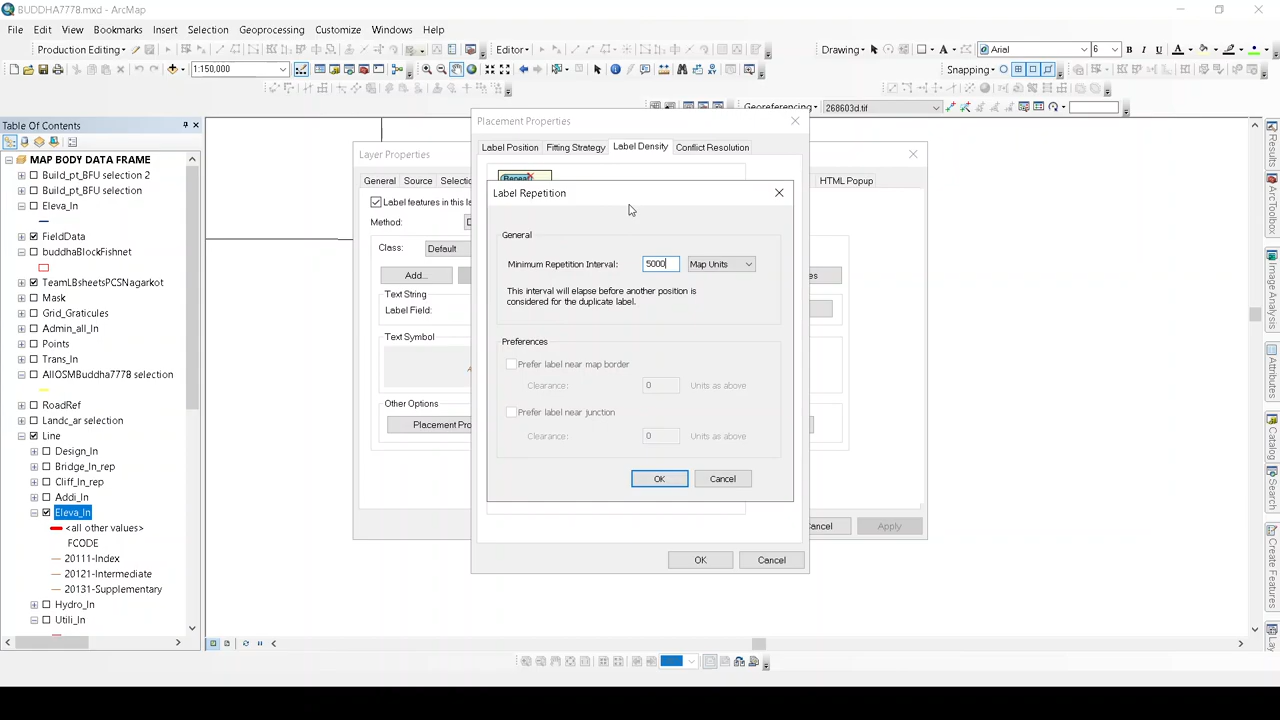 BUDDHA7778.mxd - ArcMap
File Edit View Bookmarks Insert Selection Geoprocessing Customize Windows Help
Production Editing Editor Drawing Arial 6 B I U A
1:150,000 Snapping
Georeferencing 268603d.tif
Table Of Contents
MAP BODY DATA FRAME
Build_pt_BFU selection 2
Build_pt_BFU selection
Eleva_ln
FieldData
buddhaBlockFishnet
TeamLBsheetsPCSNagarkot
Mask
Grid_Graticules
Admin_all_ln
Points
Trans_ln
AllOSMBuddha7778 selection
RoadRef
Landc_ar selection
Line
Design_ln
Bridge_ln_rep
Cliff_ln_rep
Addi_ln
Eleva_ln
<all other values>
FCODE
20111-Index
20121-Intermediate
20131-Supplementary
Hydro_ln
Utili_ln
Layer Properties
General Source HTML Popup
Label features in this
Method:
Class: Default
Add...
Text String
Label Field:
Text Symbol
Other Options
Apply
Placement Properties
Label Position Fitting Strategy Label Density Conflict Resolution
Repeat
OK Cancel
Label Repetition
General
Minimum Repetition Interval: 5000 Map Units
This interval will elapse before another position is
considered for the duplicate label.
Preferences
Prefer label near map border
Clearance: 0 Units as above
Prefer label near junction
Clearance: 0 Units as above
OK Cancel
Results
ArcToolbox
Image Analysis
Attributes
Catalog
Search
Create Features